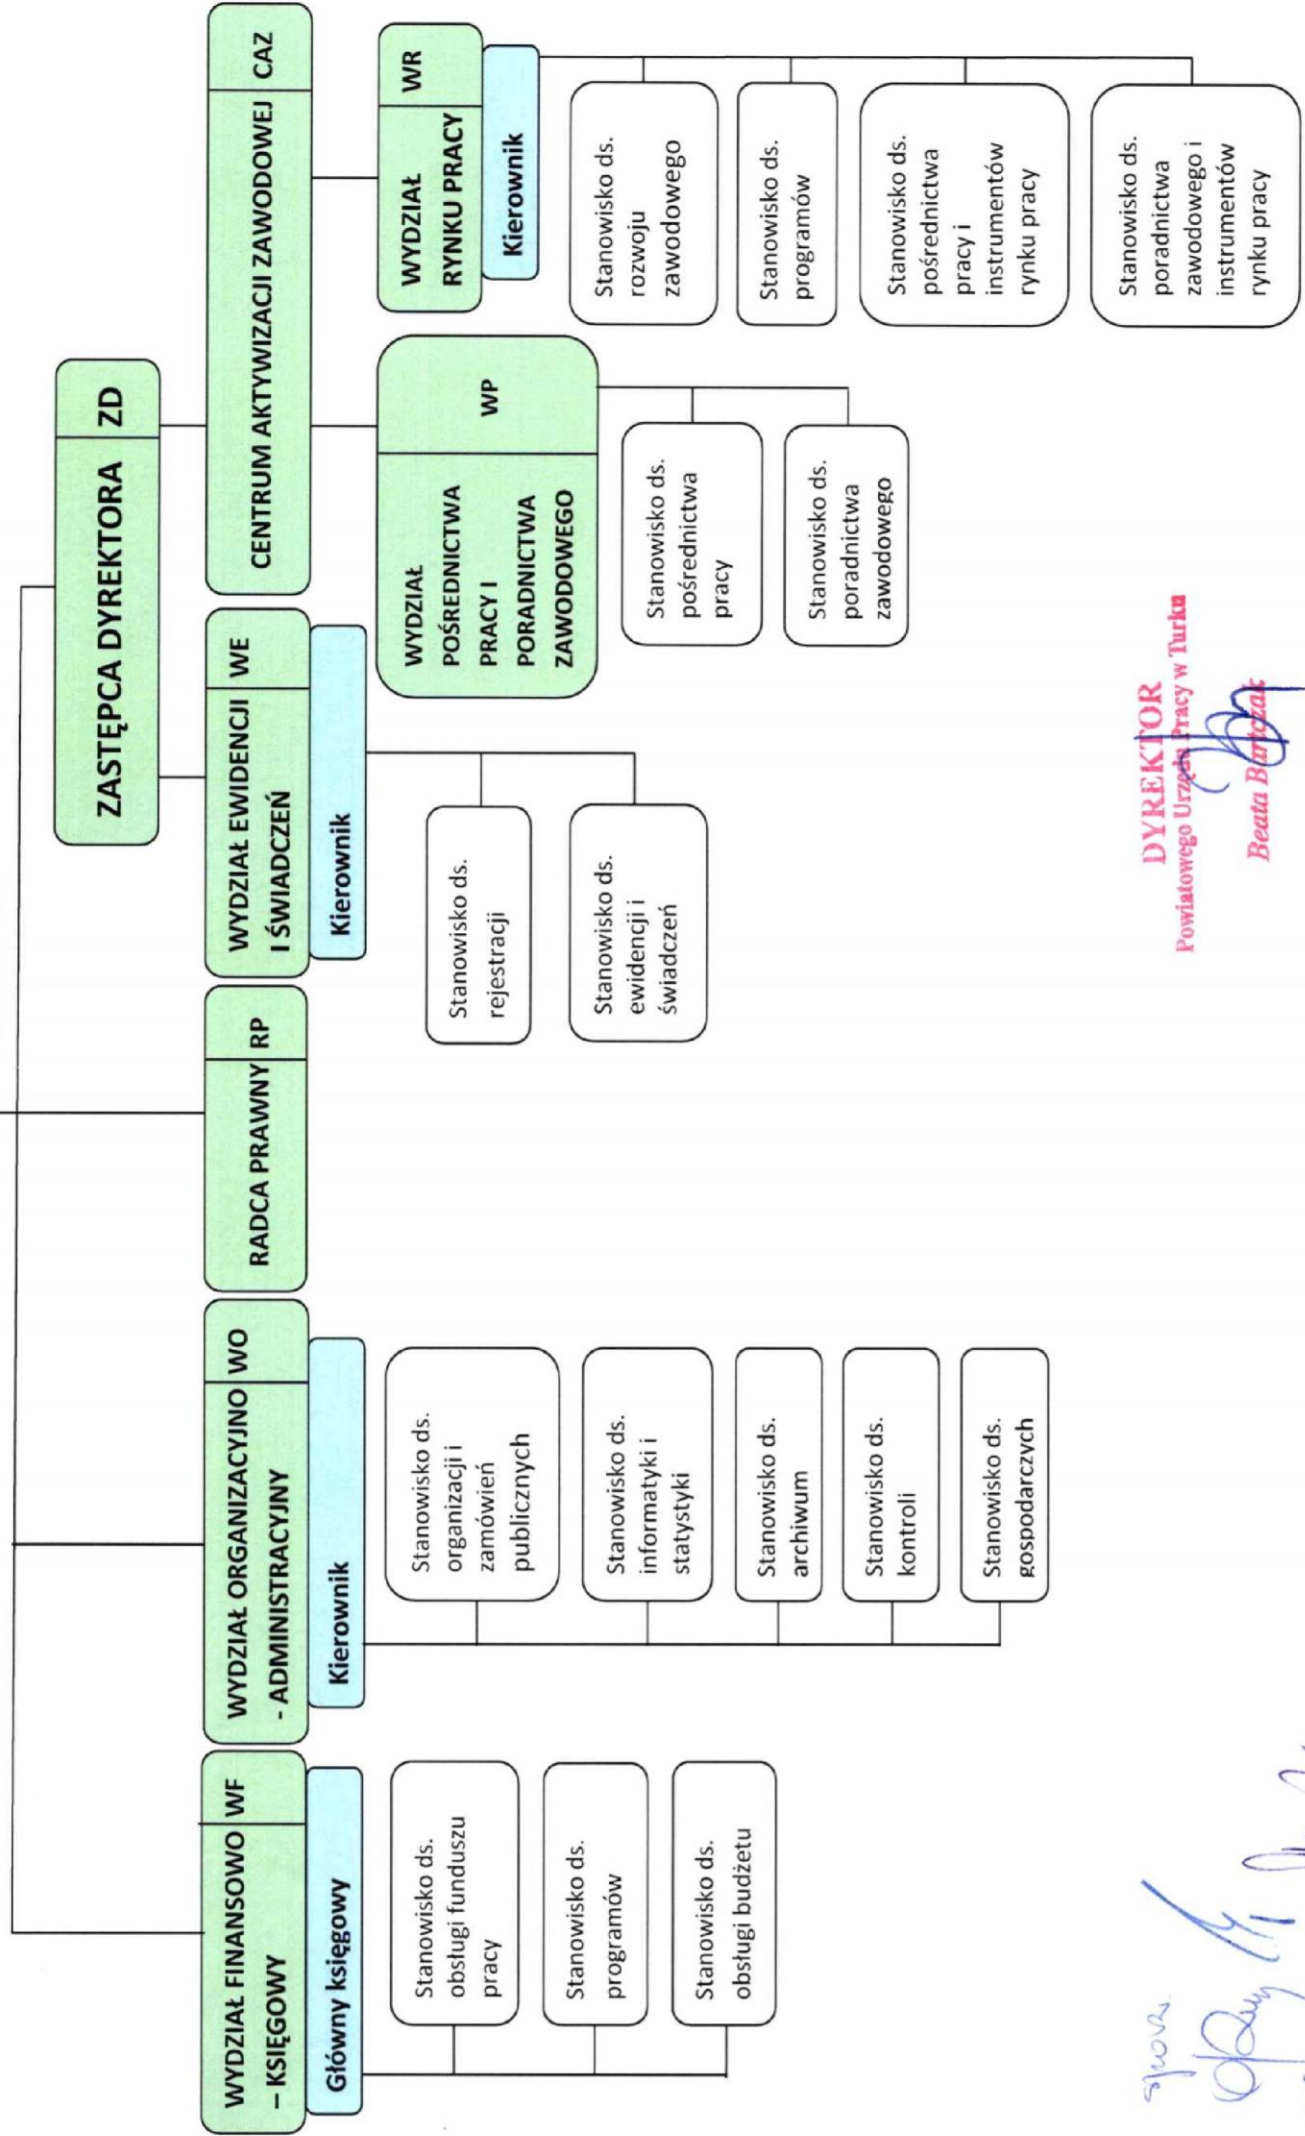 ZASTĘPCA DYREKTORA ZD
WYDZIAŁ FINANSOWO WF
– KSIĘGOWY
Główny księgowy
Stanowisko ds.
obsługi funduszu
pracy
Stanowisko ds.
programów
Stanowisko ds.
obsługi budżetu
WYDZIAŁ ORGANIZACYJNO WO
- ADMINISTRACYJNY
Kierownik
Stanowisko ds.
organizacji i
zamówień
publicznych
Stanowisko ds.
informatyki i
statystyki
Stanowisko ds.
archiwum
Stanowisko ds.
kontroli
Stanowisko ds.
gospodarczych
RADCA PRAWNY RP
WYDZIAŁ EWIDENCJI WE
I ŚWIADCZEŃ
Kierownik
Stanowisko ds.
rejestracji
Stanowisko ds.
ewidencji i
świadczeń
CENTRUM AKTYWIZACJI ZAWODOWEJ CAZ
WYDZIAŁ
POŚREDNICTWA
PRACY I
PORADNICTWA
ZAWODOWEGO
WP
Stanowisko ds.
pośrednictwa
pracy
Stanowisko ds.
poradnictwa
zawodowego
WYDZIAŁ WR
RYNKU PRACY
Kierownik
Stanowisko ds.
rozwoju
zawodowego
Stanowisko ds.
programów
Stanowisko ds.
pośrednictwa
pracy i
instrumentów
rynku pracy
Stanowisko ds.
poradnictwa
zawodowego i
instrumentów
rynku pracy
DYREKTOR
Powiatowego Urzędu Pracy w Turku
Beata Bartczak